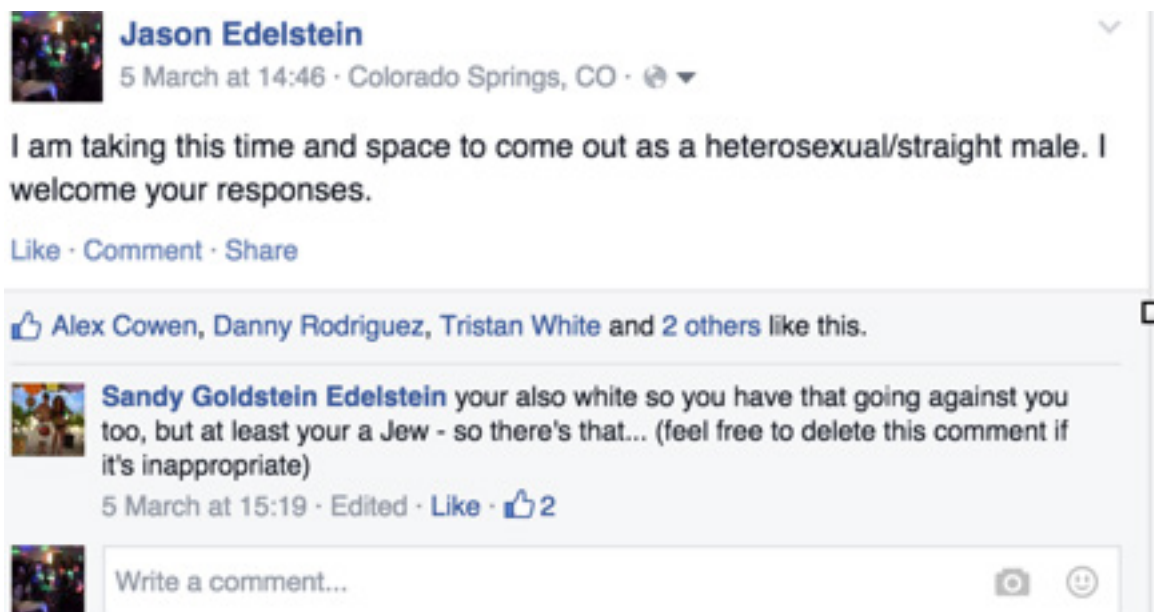 Jason Edelstein
5 March at 14:46 · Colorado Springs, CO ·
I am taking this time and space to come out as a heterosexual/straight male. I
welcome your responses.
Like · Comment · Share
Alex Cowen, Danny Rodriguez, Tristan White and 2 others like this.
Sandy Goldstein Edelstein your also white so you have that going against you
too, but at least your a Jew - so there's that... (feel free to delete this comment if
it's inappropriate)
5 March at 15:19 · Edited · Like · 2
Write a comment...